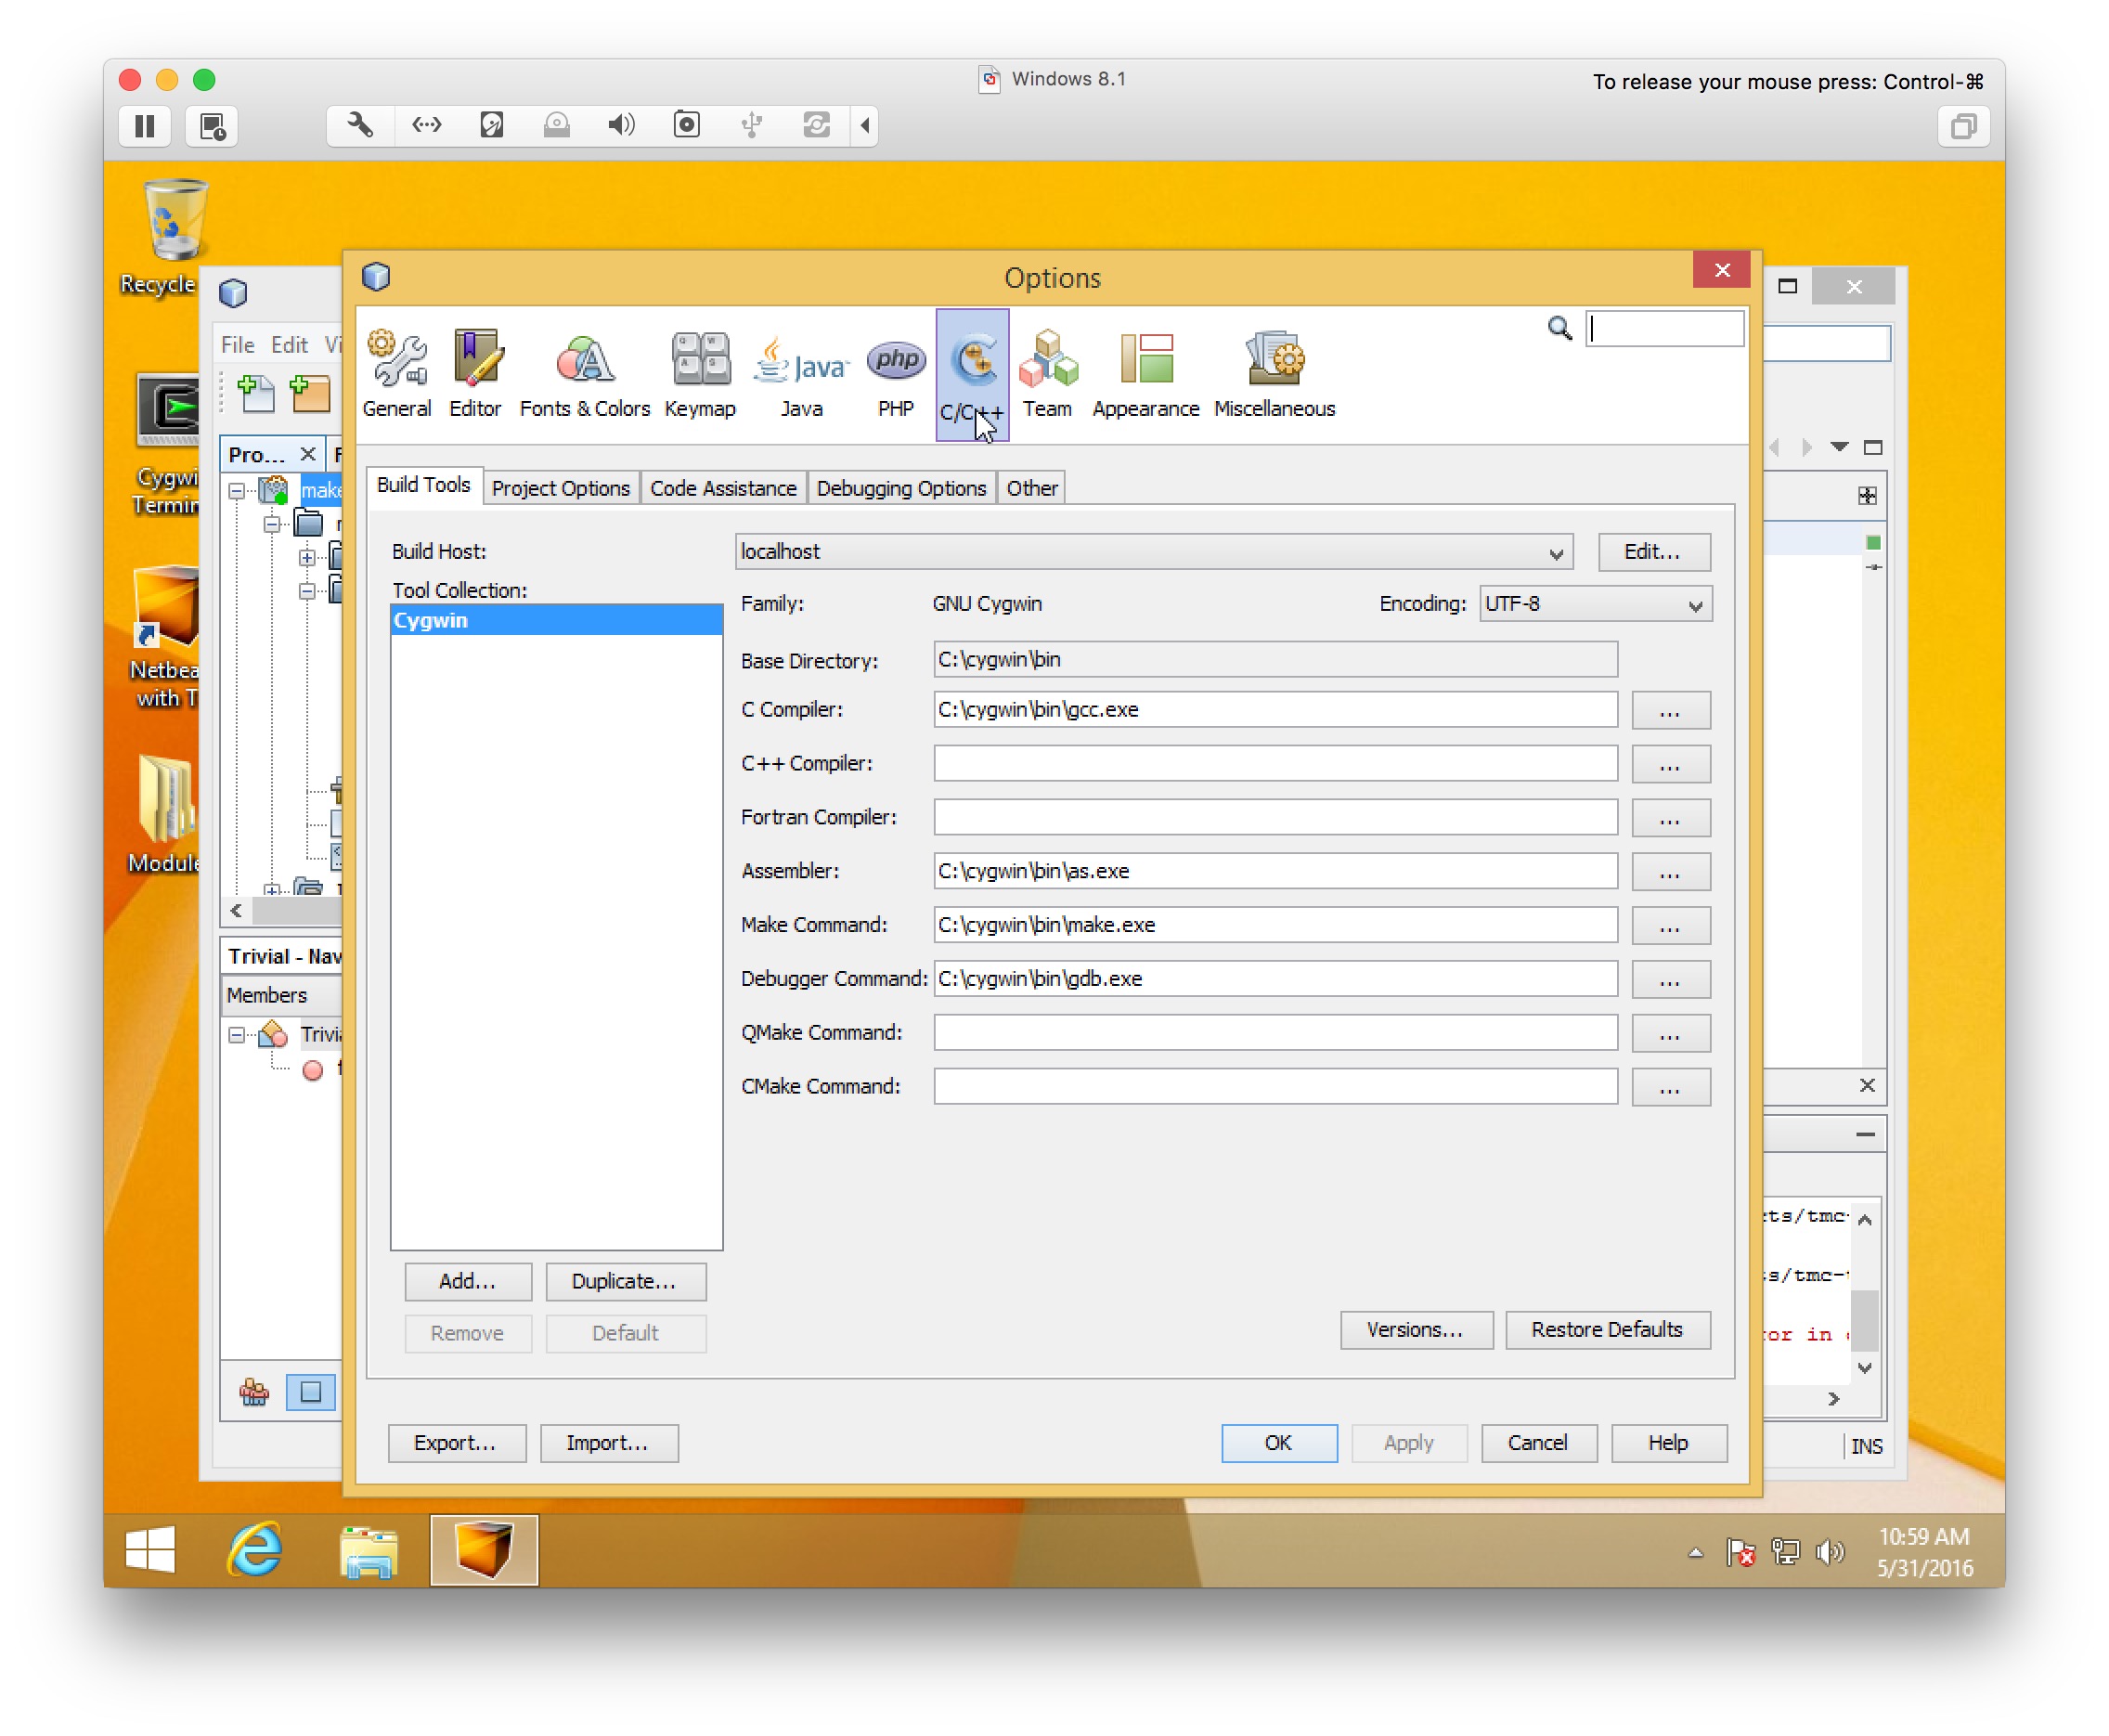 Windows 8.1
To release your mouse press: Control-⌘
Recycle
Options
File Edit
General Editor Fonts & Colors Keymap Java PHP C/C++ Team Appearance Miscellaneous
Java
php
Pro...
Build Tools Project Options Code Assistance Debugging Options Other
Build Host: localhost Edit...
Tool Collection:
Cygwin
Family: GNU Cygwin Encoding: UTF-8
Base Directory: C:\cygwin\bin
C Compiler: C:\cygwin\bin\gcc.exe ...
C++ Compiler: ...
Fortran Compiler: ...
Assembler: C:\cygwin\bin\as.exe ...
Make Command: C:\cygwin\bin\make.exe ...
Debugger Command: C:\cygwin\bin\gdb.exe ...
QMake Command: ...
CMake Command: ...
Add... Duplicate...
Remove Default
Versions... Restore Defaults
Export... Import... OK Apply Cancel Help
make
Cygwi
Termin
Netbea
with T
Module
Trivial - Nav
Members
Trivi
cts/tmc-
s/tmc-
or in
INS
10:59 AM
5/31/2016